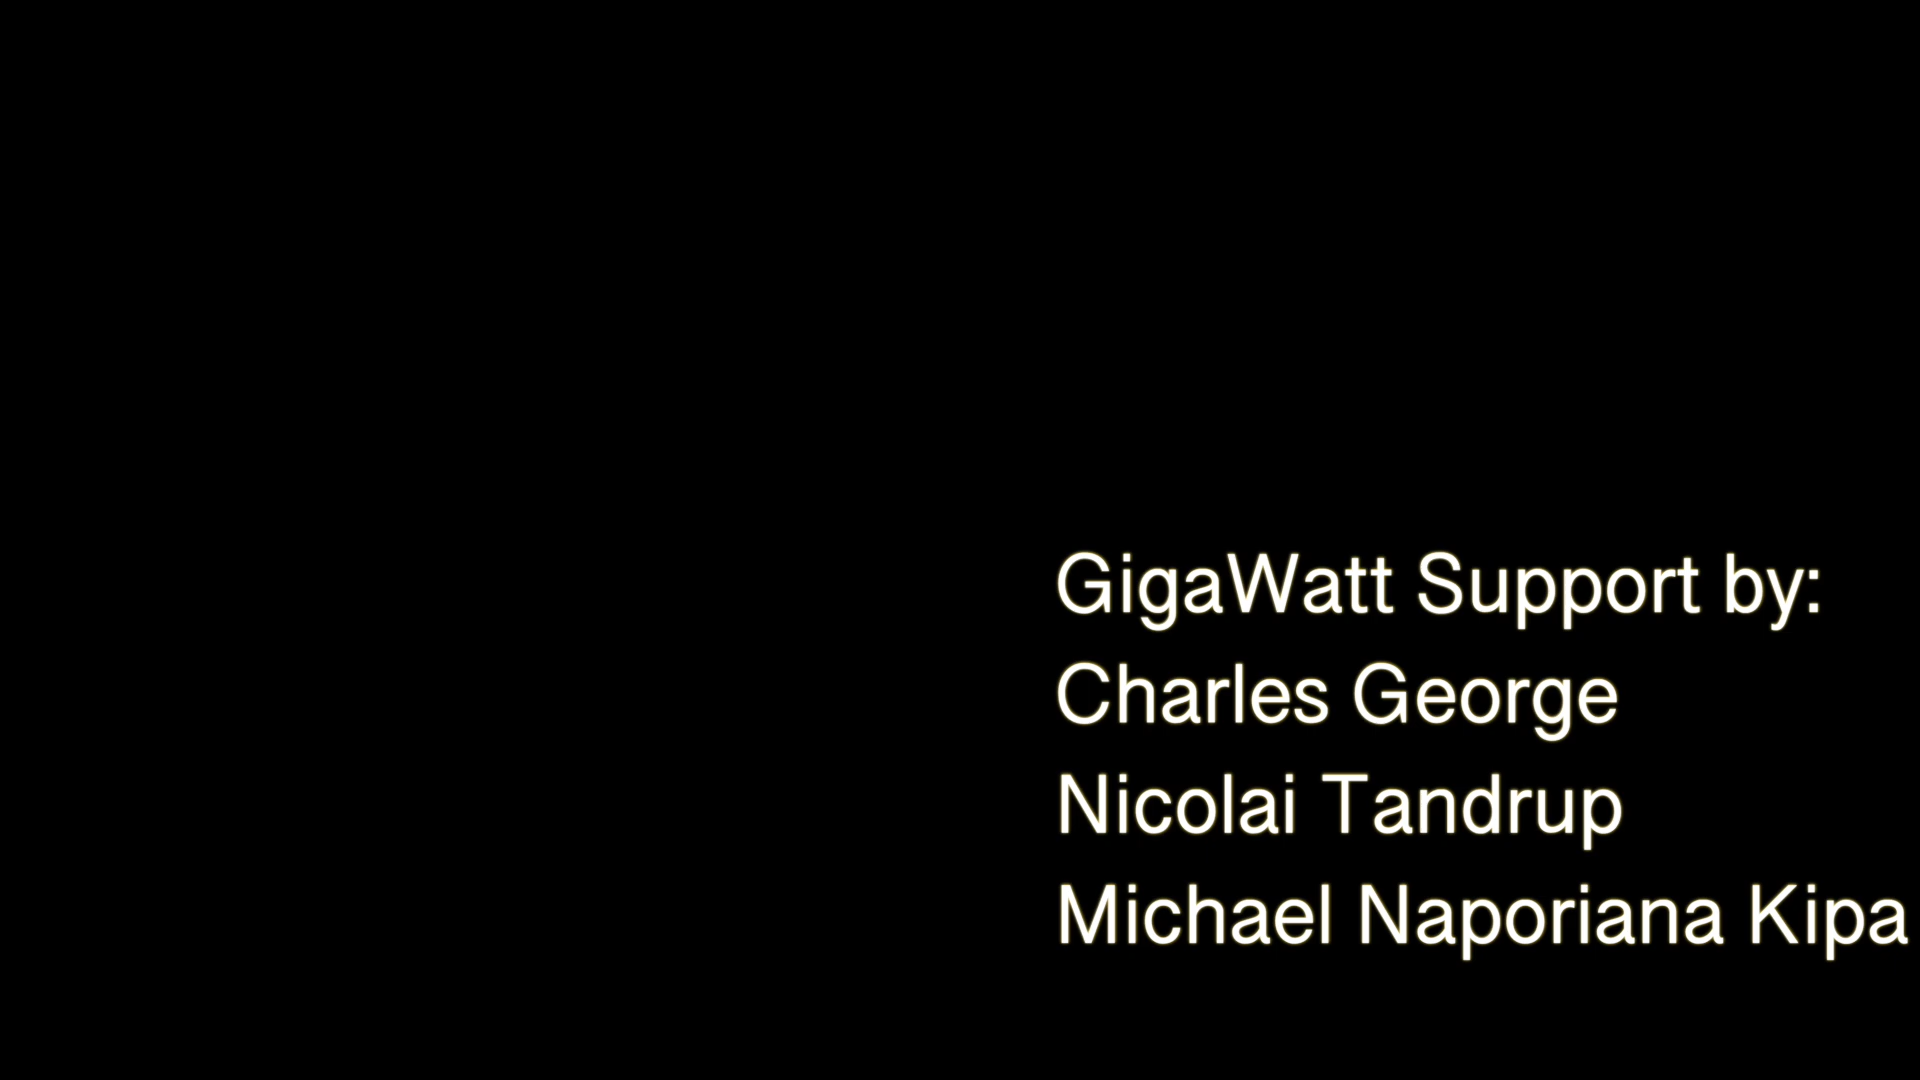 GigaWatt Support by:
Charles George
Nicolai Tandrup
Michael Naporiana Kipa